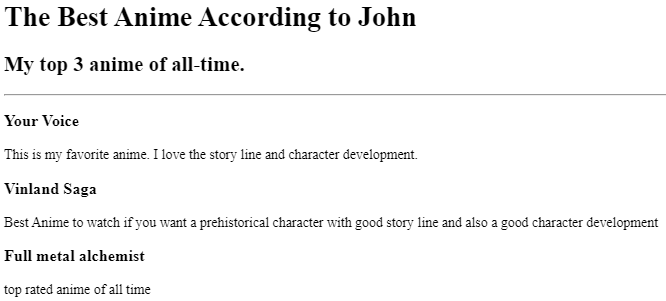 The Best Anime According to John
My top 3 anime of all-time.
Your Voice
This is my favorite anime. I love the story line and character development.
Vinland Saga
Best Anime to watch if you want a prehistorical character with good story line and also a good character development
Full metal alchemist
top rated anime of all time